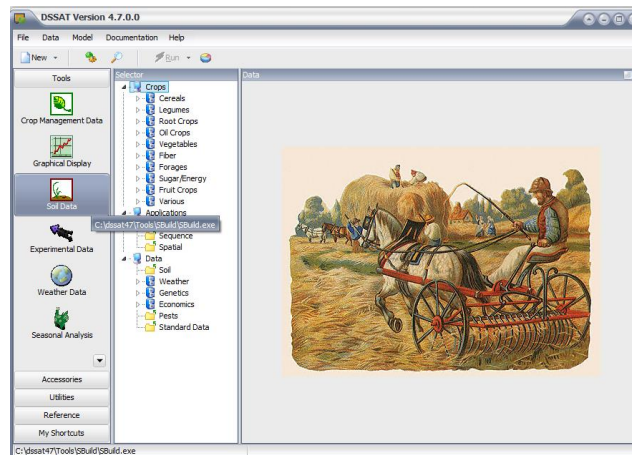 DSSAT Version 4.7.0.0
File Data Model Documentation Help
New Run
Tools
Crop Management Data
Graphical Display
Soil Data
C:\dssat47\Tools\SBuild\SBuild.exe
Experimental Data
Weather Data
Seasonal Analysis
Accessories
Utilities
Reference
My Shortcuts
Selector
Crops
Cereals
Legumes
Root Crops
Oil Crops
Vegetables
Fiber
Forages
Sugar/Energy
Fruit Crops
Various
Applications
Sequence
Spatial
Data
Soil
Weather
Genetics
Economics
Pests
Standard Data
Data
C:\dssat47\Tools\SBuild\SBuild.exe